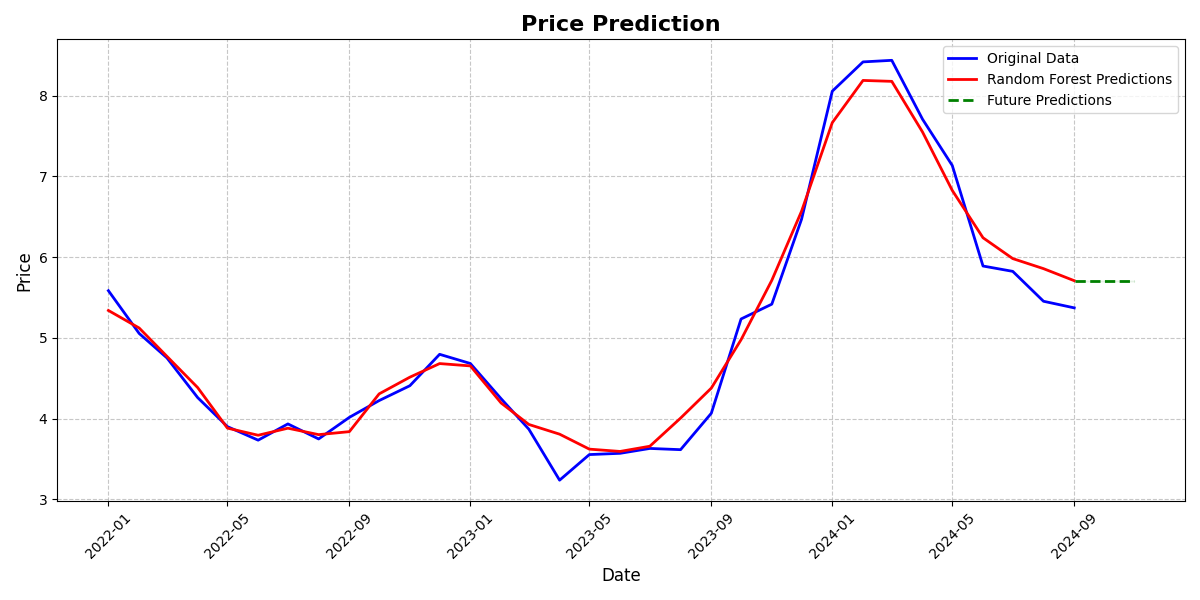 Price Prediction
Original Data
Random Forest Predictions
Future Predictions
Price
8
7
6
5
4
3
2022-01
2022-05
2022-09
2023-01
2023-05
2023-09
2024-01
2024-05
2024-09
Date